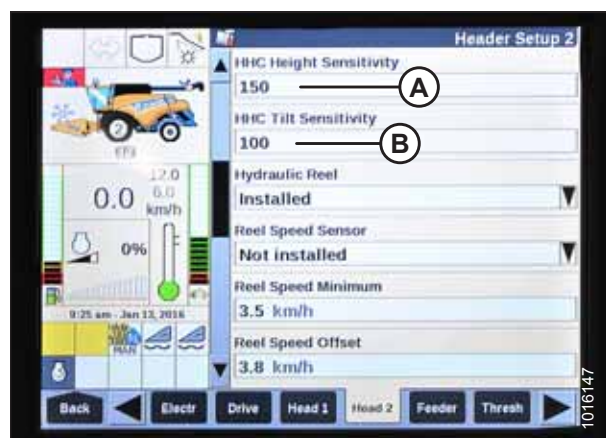 Header Setup 2
HHC Height Sensitivity
150
A
HHC Tilt Sensitivity
100
B
Hydraulic Reel
Installed
Reel Speed Sensor
Not installed
Reel Speed Minimum
3.5 km/h
Reel Speed Offset
3.8 km/h
2
12.0
6.0
0.0
km/h
0%
9:25 am - Jan 13, 2016
MAN
Back
Electr
Drive
Head 1
Head 2
Feeder
Thresh
1016147